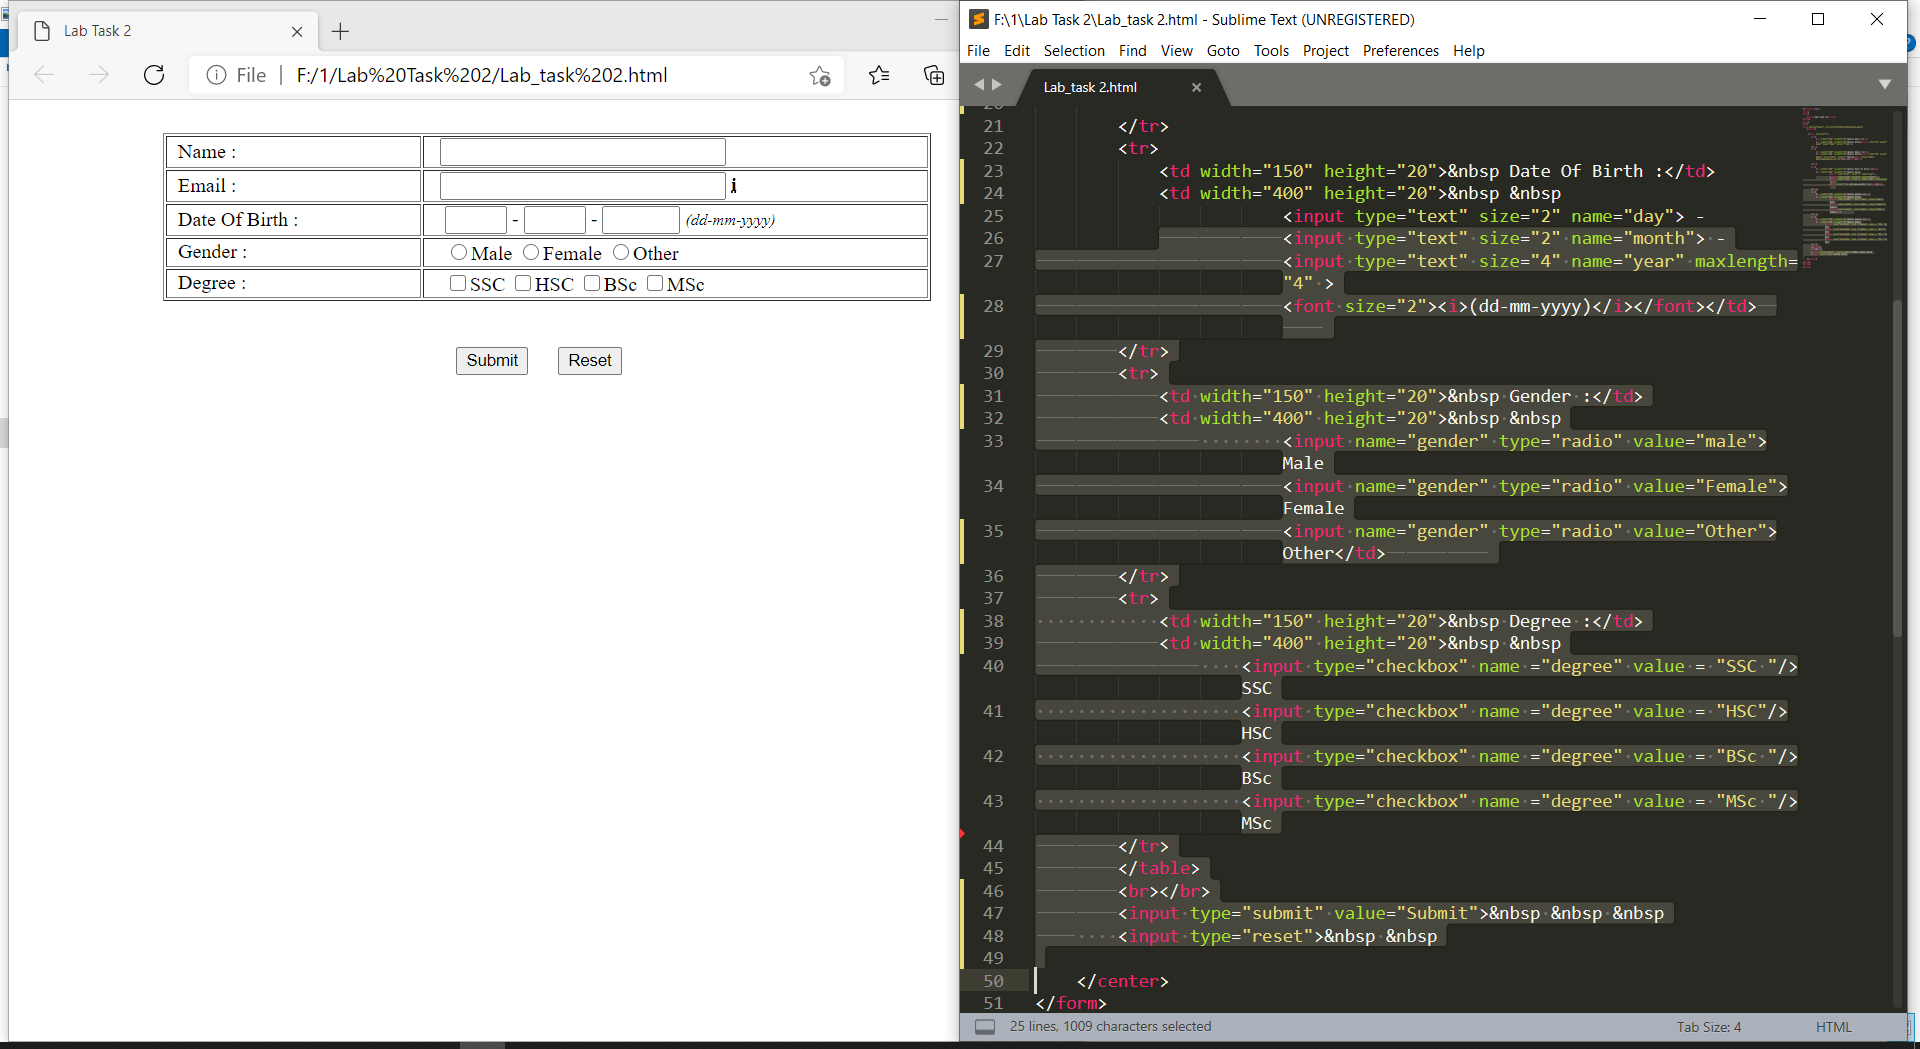 Lab Task 2
File | F:/1/Lab%20Task%202/Lab_task%202.html
Name :
Email : i
Date Of Birth : - - (dd-mm-yyyy)
Gender : Male Female Other
Degree : SSC HSC BSc MSc
Submit Reset
F:\1\Lab Task 2\Lab_task 2.html - Sublime Text (UNREGISTERED)
File Edit Selection Find View Goto Tools Project Preferences Help
Lab_task 2.html
20
21 </tr>
22 <tr>
23 <td width="150" height="20">&nbsp Date Of Birth :</td>
24 <td width="400" height="20">&nbsp &nbsp
25 <input type="text" size="2" name="day"> -
26 <input type="text" size="2" name="month"> -
27 <input type="text" size="4" name="year" maxlength=
"4" >
28 <font size="2"><i>(dd-mm-yyyy)</i></font></td>
29 </tr>
30 <tr>
31 <td width="150" height="20">&nbsp Gender :</td>
32 <td width="400" height="20">&nbsp &nbsp
33 <input name="gender" type="radio" value="male">
Male
34 <input name="gender" type="radio" value="Female">
Female
35 <input name="gender" type="radio" value="Other">
Other</td>
36 </tr>
37 <tr>
38 <td width="150" height="20">&nbsp Degree :</td>
39 <td width="400" height="20">&nbsp &nbsp
40 <input type="checkbox" name ="degree" value = "SSC "/>
SSC
41 <input type="checkbox" name ="degree" value = "HSC"/>
HSC
42 <input type="checkbox" name ="degree" value = "BSc "/>
BSc
43 <input type="checkbox" name ="degree" value = "MSc "/>
MSc
44 </tr>
45 </table>
46 <br></br>
47 <input type="submit" value="Submit">&nbsp &nbsp &nbsp
48 <input type="reset">&nbsp &nbsp
49
50 </center>
51 </form>
25 lines, 1009 characters selected
Tab Size: 4
HTML